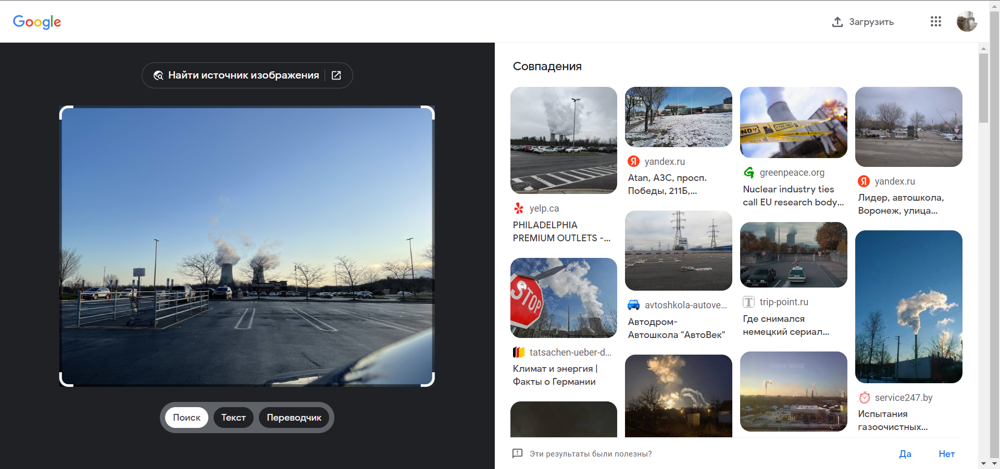 Google
Загрузить
Найти источник изображения
Поиск
Текст
Переводчик
Совпадения
yelp.ca
PHILADELPHIA
PREMIUM OUTLETS -...
STOP
tatsachen-ueber-d...
Климат и энергия |
Факты о Германии
yandex.ru
Atan, АЗС, просп.
Победы, 211Б,...
avtoshkola-autove...
Автодром-
Автошкола "АвтоВек"
greenpeace.org
Nuclear industry ties
call EU research body...
trip-point.ru
Где снимался
немецкий сериал...
yandex.ru
Лидер, автошкола,
Воронеж, улица...
service247.by
Испытания
газоочистных...
Эти результаты были полезны?
Да
Нет